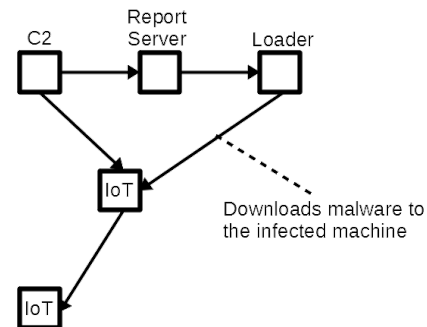 C2
Report
Server
Loader
IoT
Downloads malware to
the infected machine
IoT